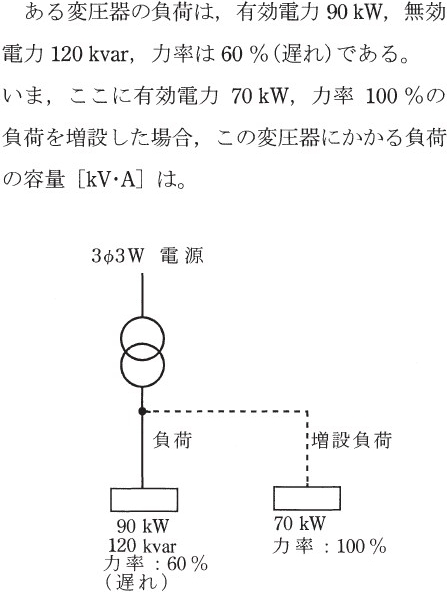 ある変圧器の負荷は，有効電力 90 kW，無効
電力 120 kvar，力率は 60 %（遅れ）である。
いま，ここに有効電力 70 kW，力率 100 %の
負荷を増設した場合，この変圧器にかかる負荷
の容量［kV·A］は。
3φ3W 電源
負荷
増設負荷
90 kW
120 kvar
力率：60 %
（遅れ）
70 kW
力率：100 %